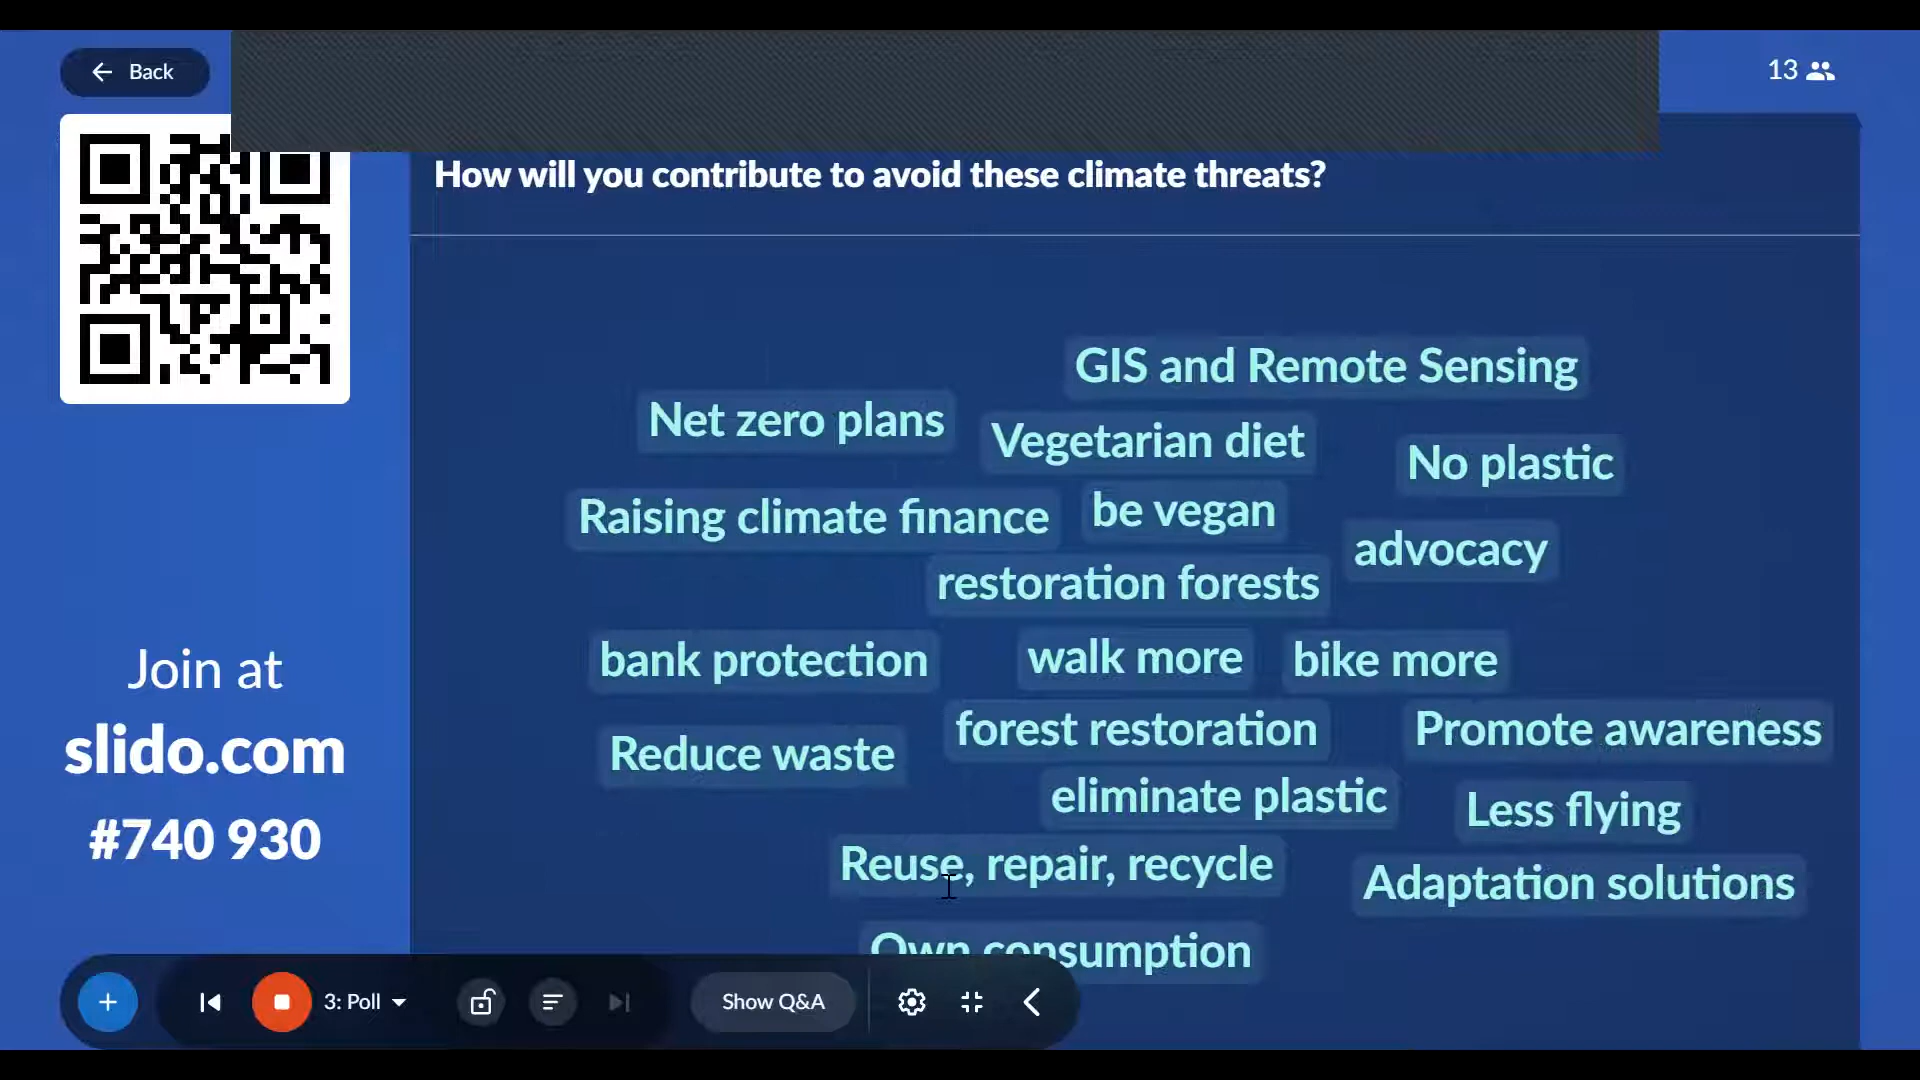 Back
13
How will you contribute to avoid these climate threats?
GIS and Remote Sensing
Net zero plans
Vegetarian diet
No plastic
Raising climate finance
be vegan
advocacy
restoration forests
bank protection
walk more
bike more
forest restoration
Promote awareness
Reduce waste
eliminate plastic
Less flying
Reuse, repair, recycle
Adaptation solutions
Own consumption
Join at
slido.com
#740 930
3: Poll
Show Q&A